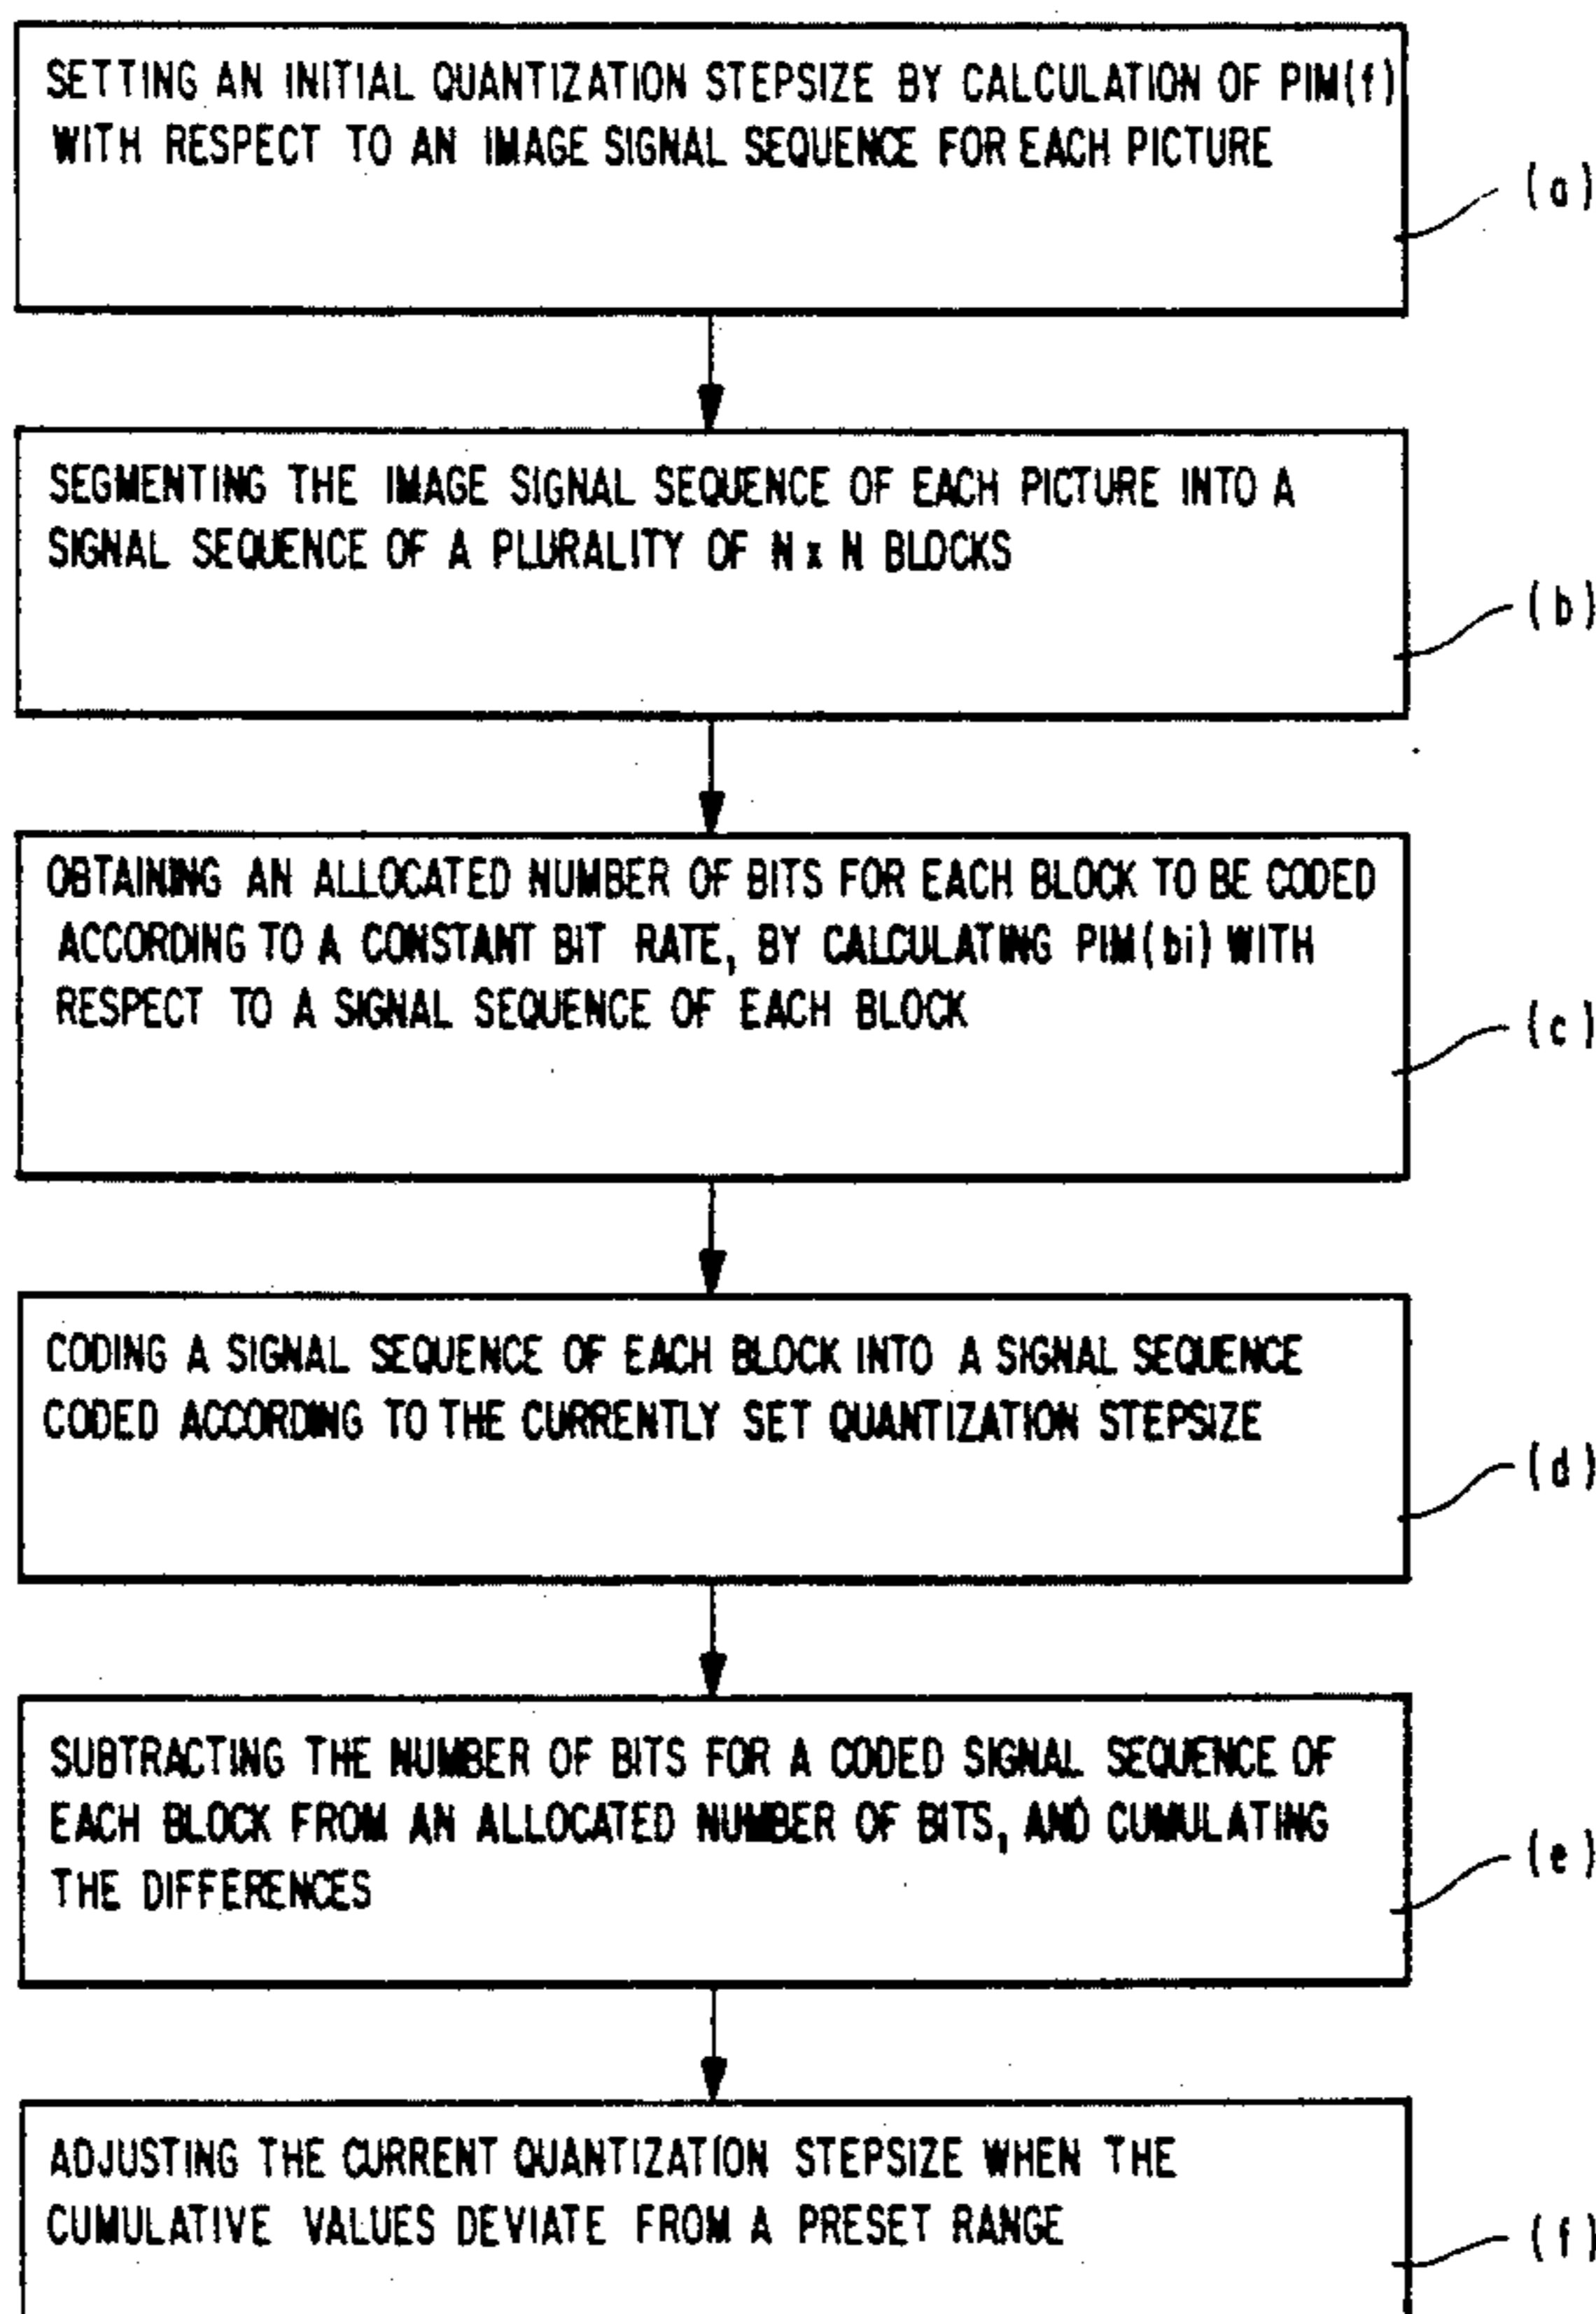 SETTING AN INITIAL QUANTIZATION STEPSIZE BY CALCULATION OF PIM(f)
WITH RESPECT TO AN IMAGE SIGNAL SEQUENCE FOR EACH PICTURE
(a)
SEGMENTING THE IMAGE SIGNAL SEQUENCE OF EACH PICTURE INTO A
SIGNAL SEQUENCE OF A PLURALITY OF N x N BLOCKS
(b)
OBTAINING AN ALLOCATED NUMBER OF BITS FOR EACH BLOCK TO BE CODED
ACCORDING TO A CONSTANT BIT RATE, BY CALCULATING PIM(bi) WITH
RESPECT TO A SIGNAL SEQUENCE OF EACH BLOCK
(c)
CODING A SIGNAL SEQUENCE OF EACH BLOCK INTO A SIGNAL SEQUENCE
CODED ACCORDING TO THE CURRENTLY SET QUANTIZATION STEPSIZE
(d)
SUBTRACTING THE NUMBER OF BITS FOR A CODED SIGNAL SEQUENCE OF
EACH BLOCK FROM AN ALLOCATED NUMBER OF BITS, AND CUMULATING
THE DIFFERENCES
(e)
ADJUSTING THE CURRENT QUANTIZATION STEPSIZE WHEN THE
CUMULATIVE VALUES DEVIATE FROM A PRESET RANGE
(f)